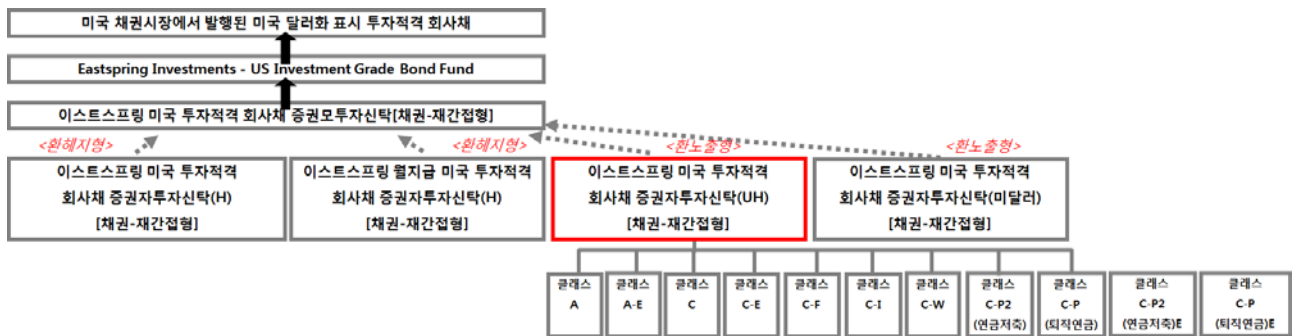 미국 채권시장에서 발행된 미국 달러화 표시 투자적격 회사채
Eastspring Investments - US Investment Grade Bond Fund
이스트스프링 미국 투자적격 회사채 증권모투자신탁[채권-재간접형]
<환헤지형>
<환헤지형>
<환노출형>
<환노출형>
이스트스프링 미국 투자적격
회사채 증권자투자신탁(H)
[채권-재간접형]
이스트스프링 월지급 미국 투자적격
회사채 증권자투자신탁(H)
[채권-재간접형]
이스트스프링 미국 투자적격
회사채 증권자투자신탁(UH)
[채권-재간접형]
이스트스프링 미국 투자적격
회사채 증권자투자신탁(미달러)
[채권-재간접형]
클래스
A
클래스
A-E
클래스
C
클래스
C-E
클래스
C-F
클래스
C-I
클래스
C-W
클래스
C-P2
(연금저축)
클래스
C-P
(퇴직연금)
클래스
C-P2
(연금저축)E
클래스
C-P
(퇴직연금)E